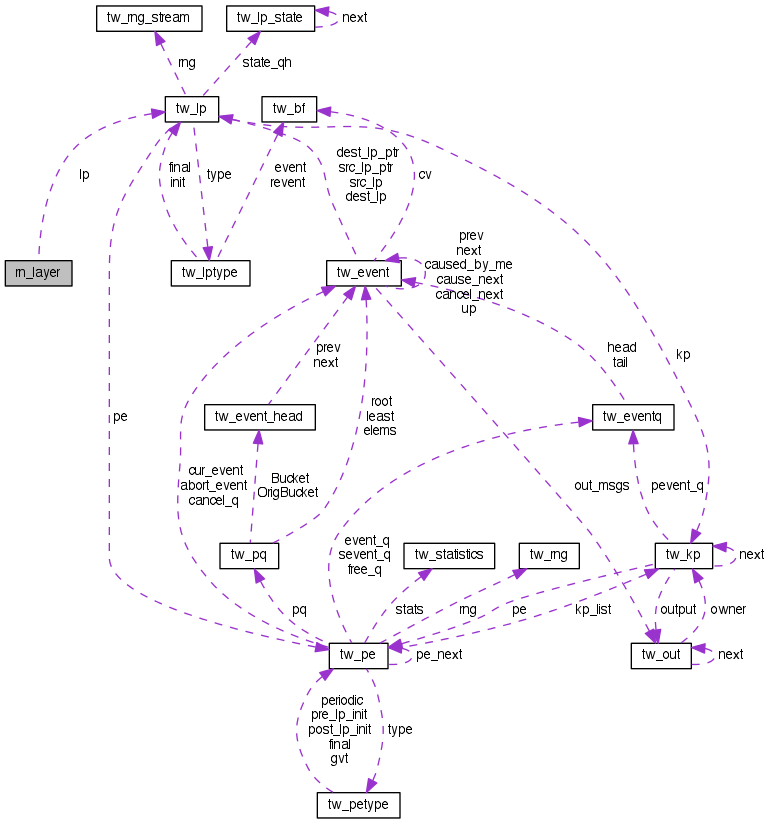 tw_rng_stream
tw_lp_state
next
rng
state_qh
tw_lp
tw_bf
lp
final
init
type
event
revent
dest_lp_ptr
src_lp_ptr
src_lp
dest_lp
cv
rn_layer
tw_lptype
tw_event
prev
next
caused_by_me
cause_next
cancel_next
up
kp
prev
next
head
tail
pe
tw_event_head
root
least
elems
tw_eventq
cur_event
abort_event
cancel_q
Bucket
OrigBucket
out_msgs
pevent_q
event_q
sevent_q
free_q
tw_pq
tw_statistics
tw_rng
tw_kp
next
pq
stats
rng
pe
kp_list
output
owner
tw_pe
pe_next
tw_out
next
periodic
pre_lp_init
post_lp_init
final
gvt
type
tw_petype